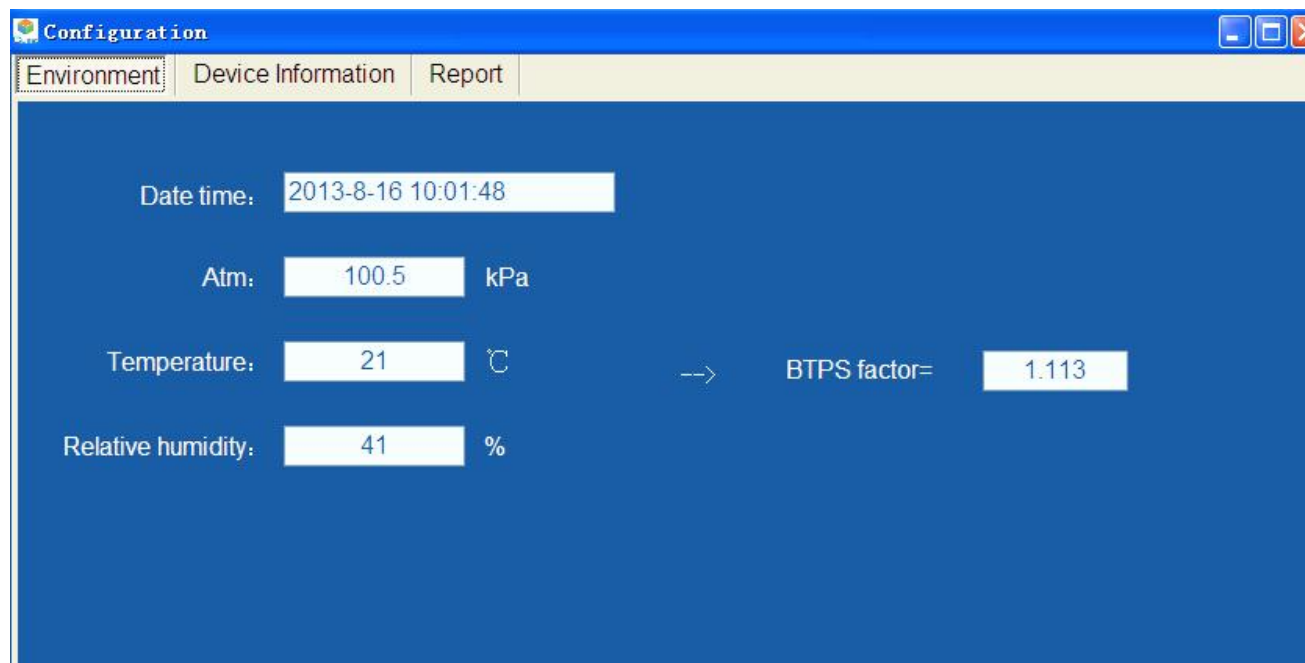 Configuration
Environment Device Information Report
Date time： 2013-8-16 10:01:48
Atm： 100.5 kPa
Temperature： 21 ℃ --> BTPS factor= 1.113
Relative humidity： 41 %